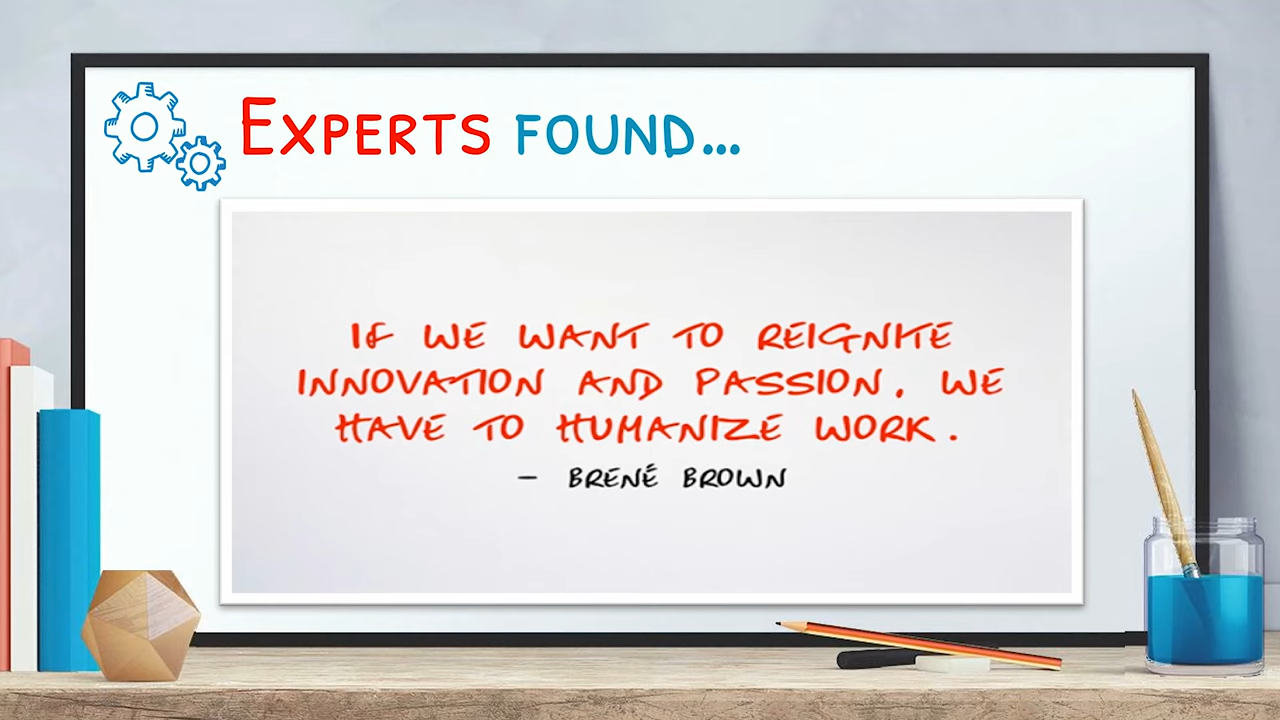 EXPERTS FOUND...
IF WE WANT TO REIGNITE
INNOVATION AND PASSION, WE
HAVE TO HUMANIZE WORK.
– BRENÉ BROWN